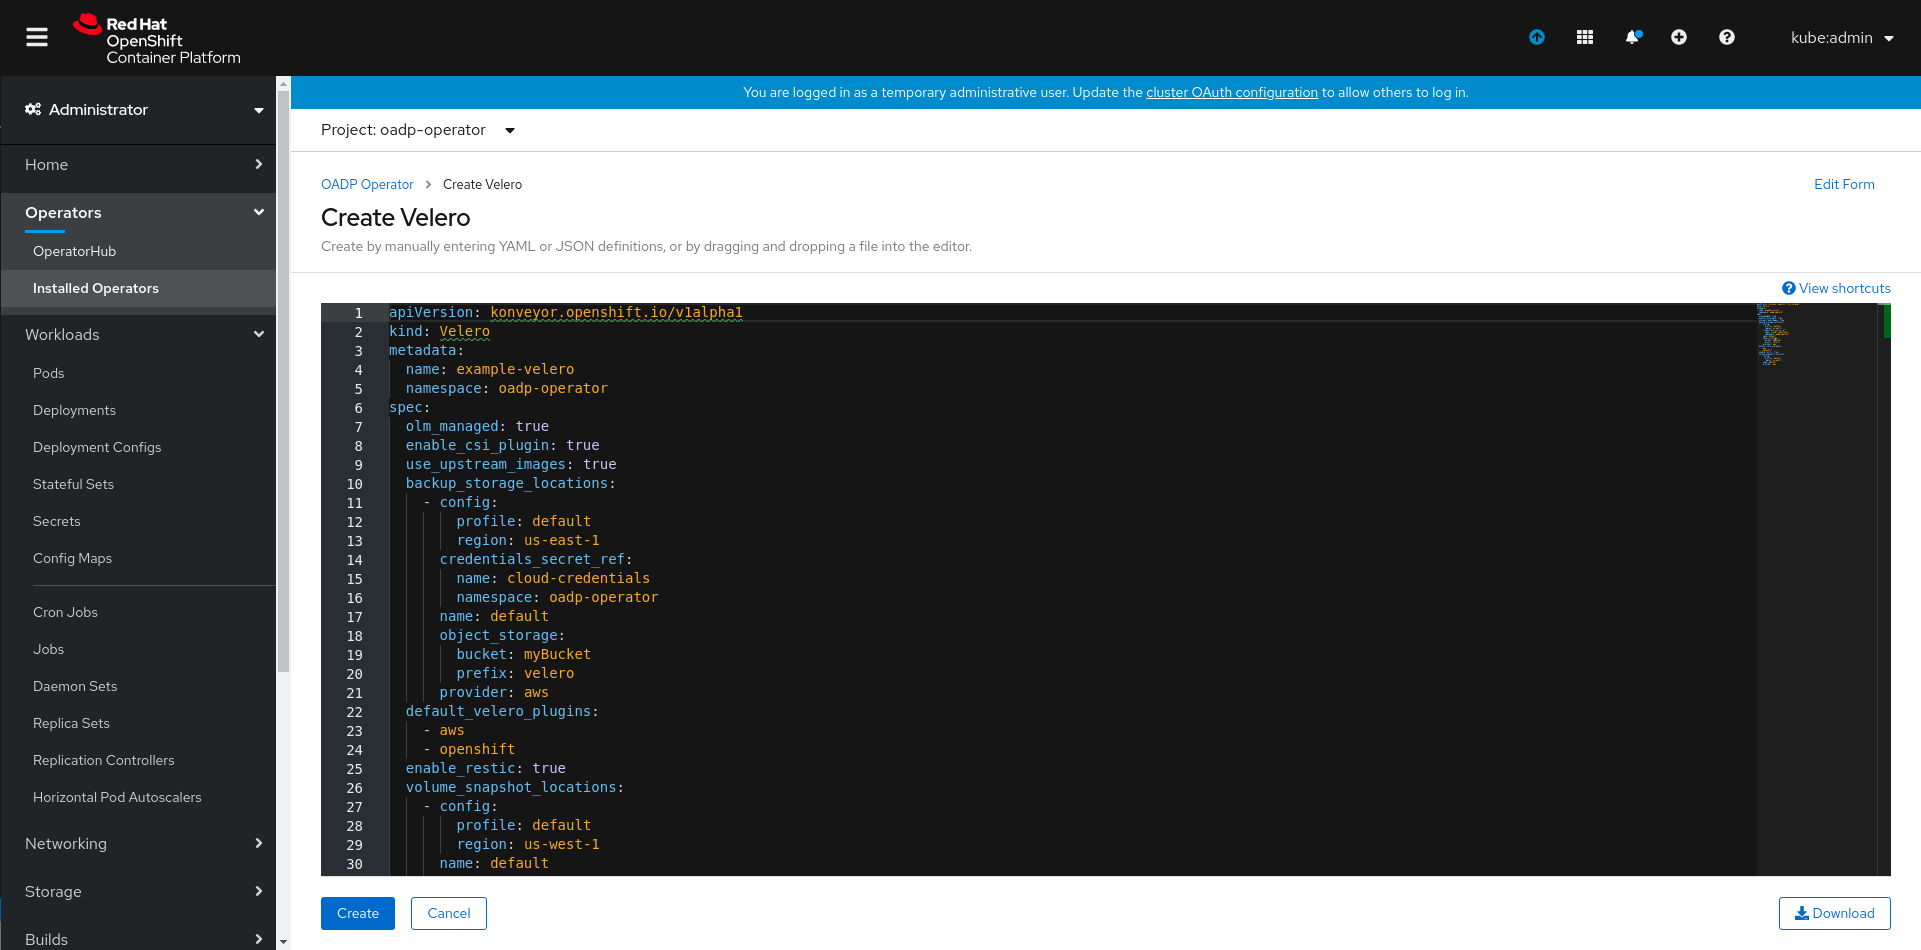 Red Hat
OpenShift
Container Platform
kube:admin
Administrator
Home
Operators
OperatorHub
Installed Operators
Workloads
Pods
Deployments
Deployment Configs
Stateful Sets
Secrets
Config Maps
Cron Jobs
Jobs
Daemon Sets
Replica Sets
Replication Controllers
Horizontal Pod Autoscalers
Networking
Storage
Builds
You are logged in as a temporary administrative user. Update the cluster OAuth configuration to allow others to log in.
Project: oadp-operator
OADP Operator > Create Velero
Edit Form
Create Velero
Create by manually entering YAML or JSON definitions, or by dragging and dropping a file into the editor.
View shortcuts
1 apiVersion: konveyor.openshift.io/v1alpha1
2 kind: Velero
3 metadata:
4   name: example-velero
5   namespace: oadp-operator
6 spec:
7   olm_managed: true
8   enable_csi_plugin: true
9   use_upstream_images: true
10   backup_storage_locations:
11     - config:
12         profile: default
13         region: us-east-1
14       credentials_secret_ref:
15         name: cloud-credentials
16         namespace: oadp-operator
17       name: default
18       object_storage:
19         bucket: myBucket
20         prefix: velero
21       provider: aws
22   default_velero_plugins:
23     - aws
24     - openshift
25   enable_restic: true
26   volume_snapshot_locations:
27     - config:
28         profile: default
29         region: us-west-1
30       name: default
Create
Cancel
Download